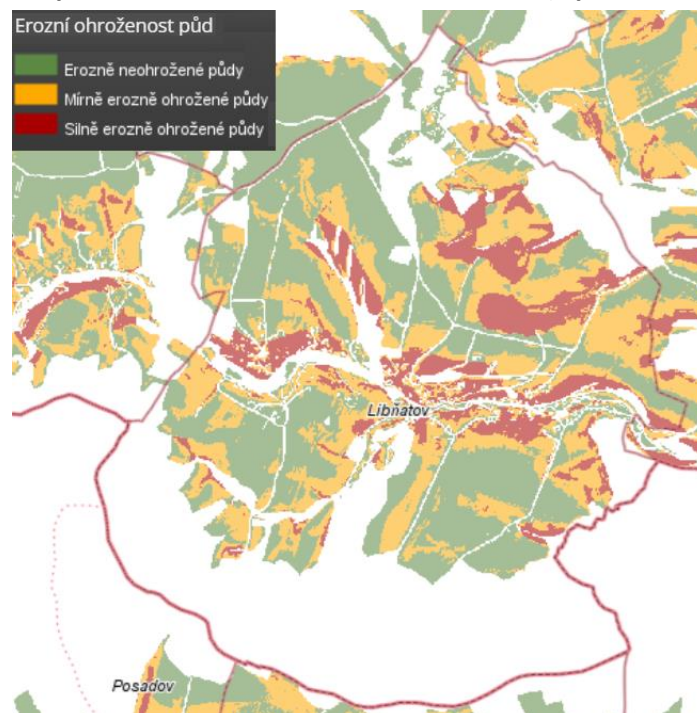 Erozní ohroženost půd
Erozně neohrožené půdy
Mírně erozně ohrožené půdy
Silně erozně ohrožené půdy
Libňatov
Posadov